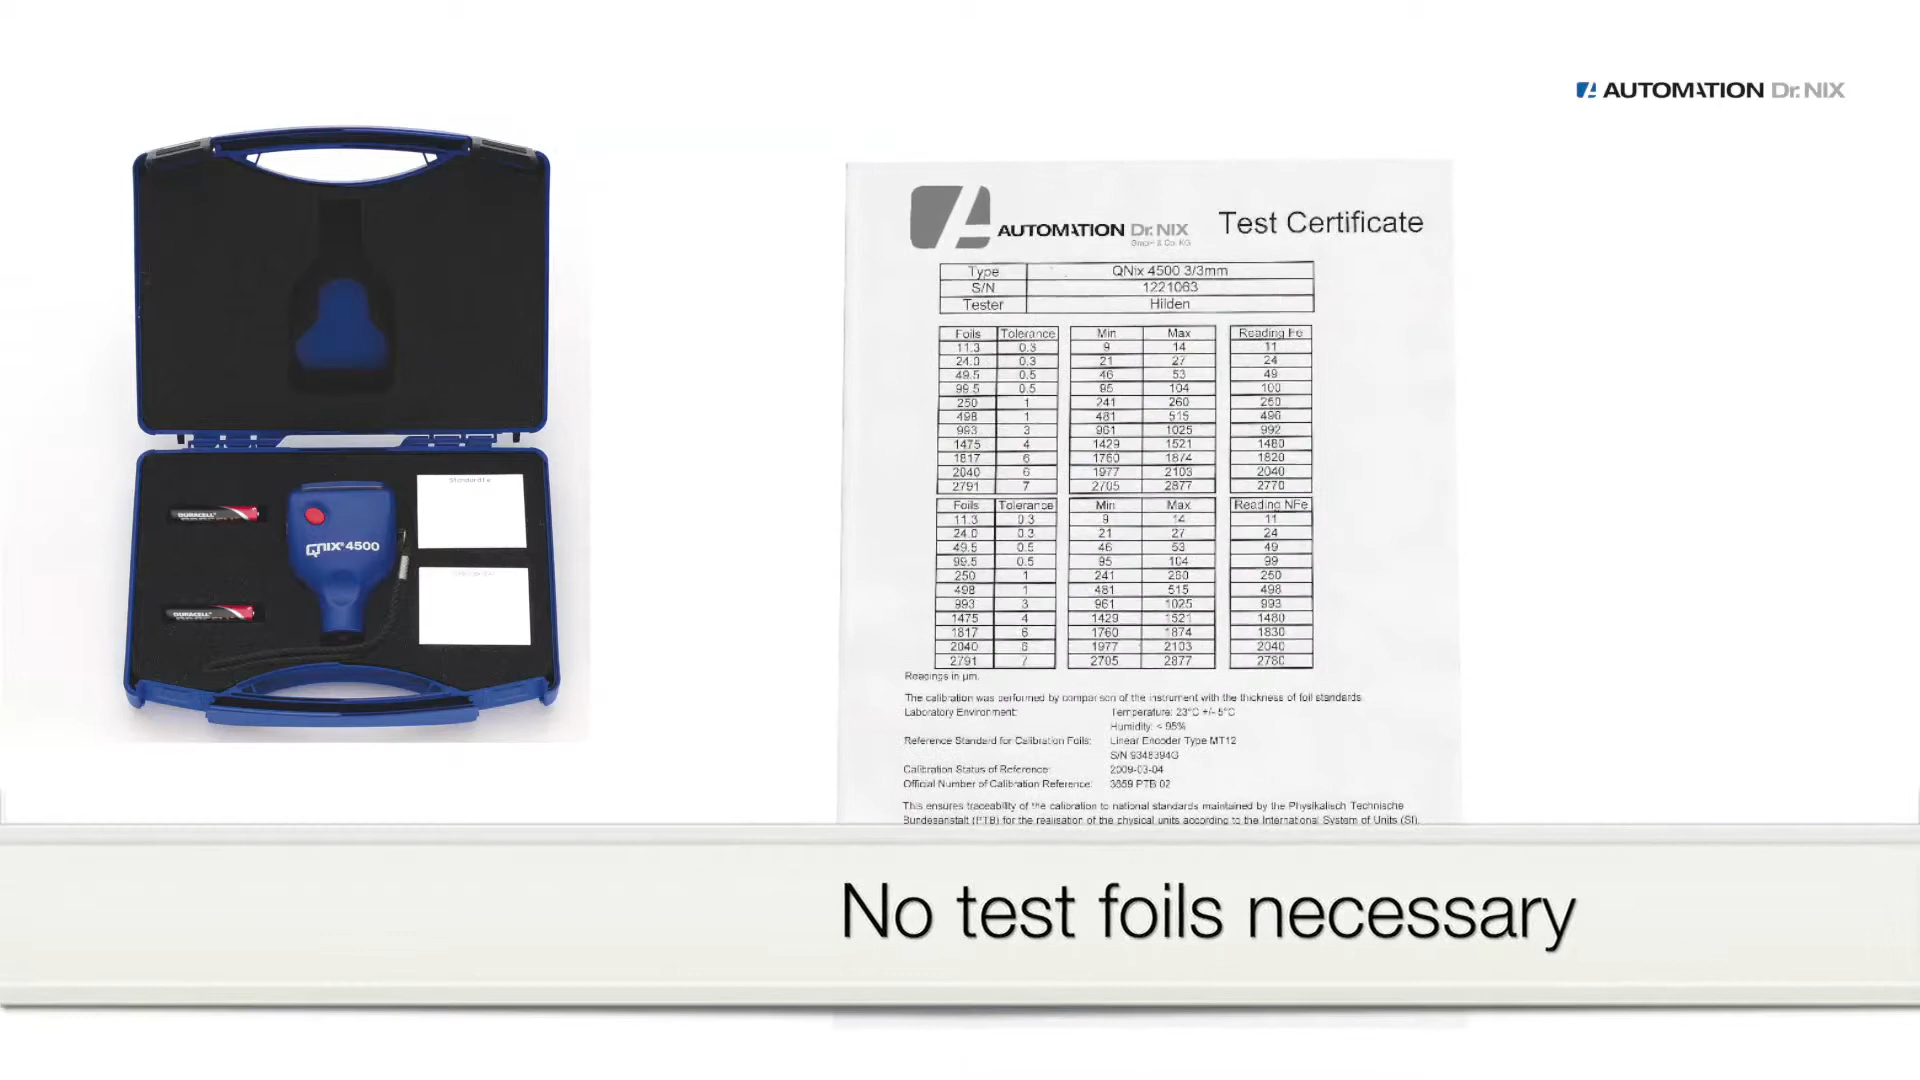 AUTOMATION Dr. NIX
AUTOMATION Dr. NIX
GmbH & Co. KG
Test Certificate
Type QNix 4500 3/3mm
S/N 1221063
Tester Hilden
Foils Tolerance Min Max Reading Fe
11.3 0.3 9 14 11
24.0 0.3 21 27 24
49.5 0.5 46 53 49
99.5 0.5 95 104 100
250 1 241 260 250
498 1 481 515 496
993 3 961 1025 992
1475 4 1429 1521 1480
1817 6 1760 1874 1820
2040 6 1977 2103 2040
2791 7 2705 2877 2770
Foils Tolerance Min Max Reading NFe
11.3 0.3 9 14 11
24.0 0.3 21 27 24
49.5 0.5 46 53 49
99.5 0.5 95 104 99
250 1 241 260 250
498 1 481 515 498
993 3 961 1025 993
1475 4 1429 1521 1480
1817 6 1760 1874 1830
2040 6 1977 2103 2040
2791 7 2705 2877 2780
Readings in µm.
The calibration was performed by comparison of the instrument with the thickness of foil standards.
Laboratory Environment: Temperature: 23°C +/- 5°C
Humidity: < 95%
Reference Standard for Calibration Foils: Linear Encoder Type MT12
S/N 9348394G
Calibration Status of Reference: 2009-03-04
Official Number of Calibration Reference: 3659 PTB 02
This ensures traceability of the calibration to national standards maintained by the Physikalisch Technische
Bundesanstalt (PTB) for the realisation of the physical units according to the International System of Units (SI).
Standard Fe
DURACELL
QNIX® 4500
DURACELL
No test foils necessary